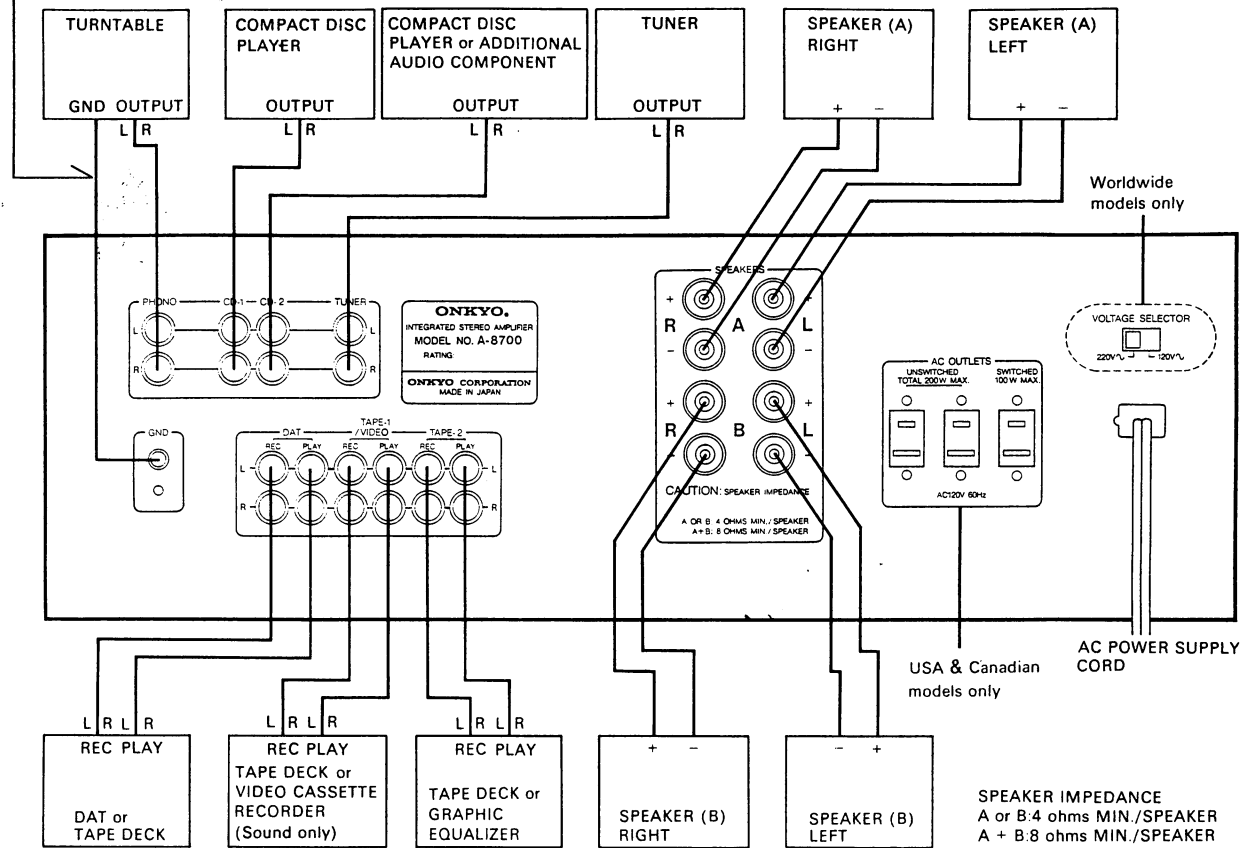 TURNTABLE
GND OUTPUT
L R
COMPACT DISC
PLAYER
OUTPUT
L R
COMPACT DISC
PLAYER or ADDITIONAL
AUDIO COMPONENT
OUTPUT
L R
TUNER
OUTPUT
L R
SPEAKER (A)
RIGHT
+ −
SPEAKER (A)
LEFT
+ −
Worldwide
models only
PHONO CD-1 CD-2 TUNER
L L
R R
ONKYO.
INTEGRATED STEREO AMPLIFIER
MODEL NO. A-8700
RATING:
ONKYO CORPORATION
MADE IN JAPAN
SPEAKERS
+ +
R A L
− −
+ +
R B L
− −
CAUTION: SPEAKER IMPEDANCE
A OR B: 4 OHMS MIN./SPEAKER
A+B: 8 OHMS MIN./SPEAKER
VOLTAGE SELECTOR
220V∿ 120V∿
AC OUTLETS
UNSWITCHED
TOTAL 200W MAX.
SWITCHED
100W MAX.
AC120V 60Hz
GND
DAT
TAPE-1
/VIDEO
TAPE-2
REC PLAY REC PLAY REC PLAY
L L
R R
USA & Canadian
models only
AC POWER SUPPLY
CORD
L R L R
REC PLAY
DAT or
TAPE DECK
L R L R
REC PLAY
TAPE DECK or
VIDEO CASSETTE
RECORDER
(Sound only)
L R L R
REC PLAY
TAPE DECK or
GRAPHIC
EQUALIZER
+ −
SPEAKER (B)
RIGHT
− +
SPEAKER (B)
LEFT
SPEAKER IMPEDANCE
A or B:4 ohms MIN./SPEAKER
A + B:8 ohms MIN./SPEAKER